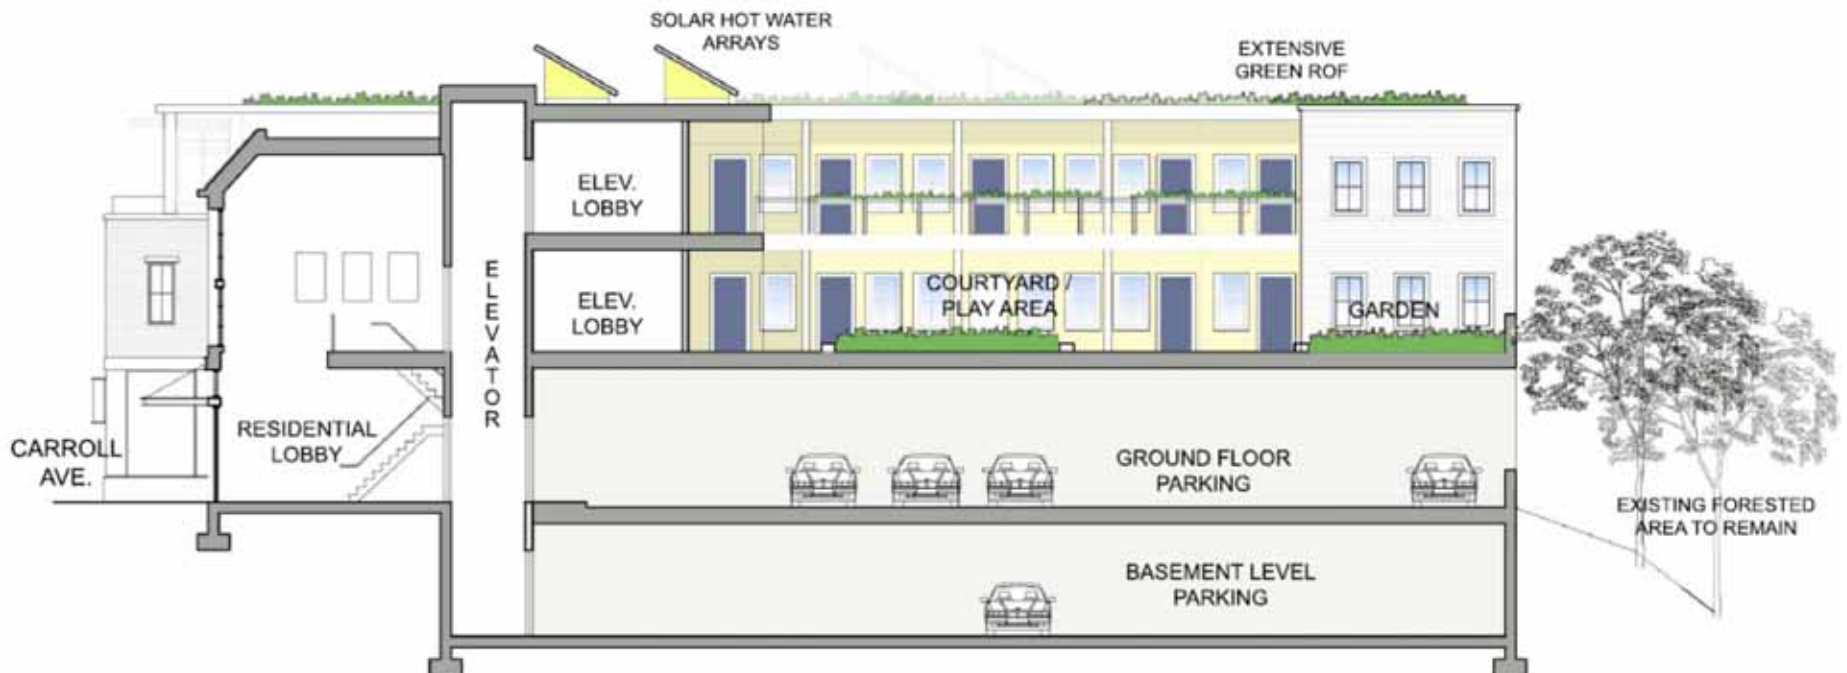 SOLAR HOT WATER
ARRAYS
EXTENSIVE
GREEN ROF
ELEV.
LOBBY
ELEVATOR
ELEV.
LOBBY
COURTYARD /
PLAY AREA
GARDEN
RESIDENTIAL
LOBBY
CARROLL
AVE.
GROUND FLOOR
PARKING
EXISTING FORESTED
AREA TO REMAIN
BASEMENT LEVEL
PARKING